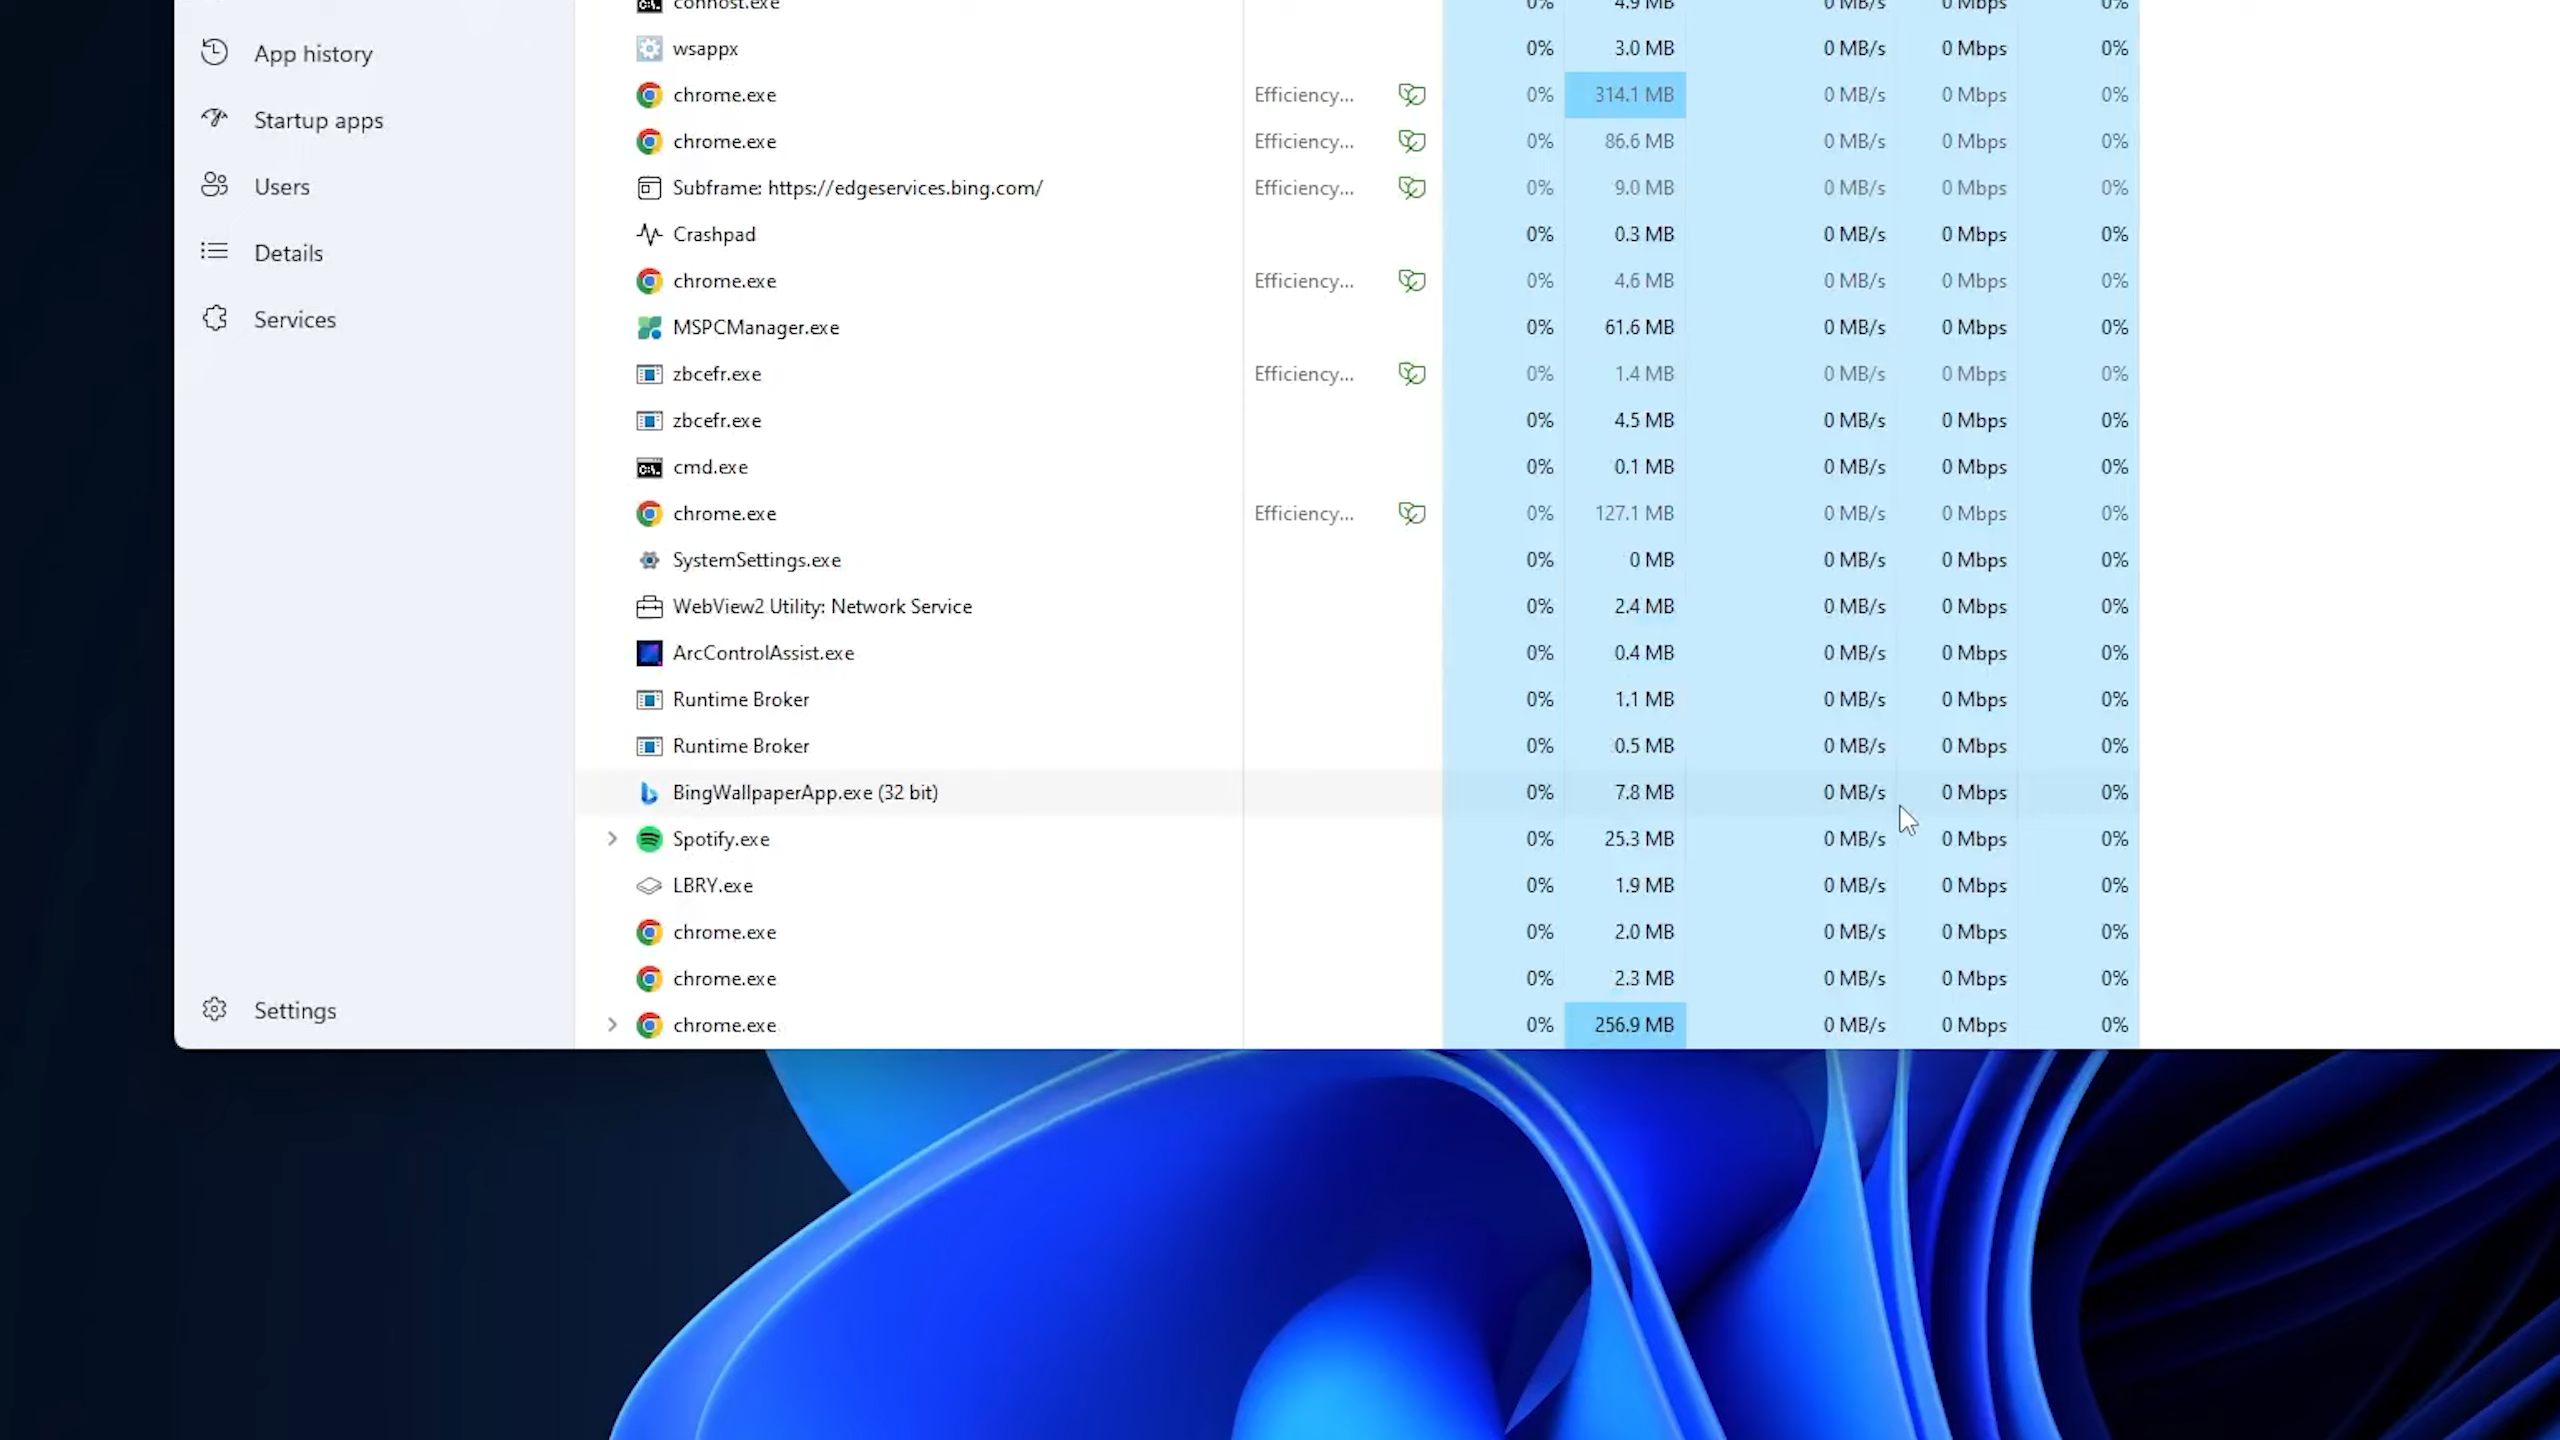 conhost.exe 0% 4.9 MB 0 MB/s 0 Mbps 0%
App history
wsappx 0% 3.0 MB 0 MB/s 0 Mbps 0%
chrome.exe Efficiency... 0% 314.1 MB 0 MB/s 0 Mbps 0%
Startup apps
chrome.exe Efficiency... 0% 86.6 MB 0 MB/s 0 Mbps 0%
Users
Subframe: https://edgeservices.bing.com/ Efficiency... 0% 9.0 MB 0 MB/s 0 Mbps 0%
Crashpad 0% 0.3 MB 0 MB/s 0 Mbps 0%
Details
chrome.exe Efficiency... 0% 4.6 MB 0 MB/s 0 Mbps 0%
Services
MSPCManager.exe 0% 61.6 MB 0 MB/s 0 Mbps 0%
zbcefr.exe Efficiency... 0% 1.4 MB 0 MB/s 0 Mbps 0%
zbcefr.exe 0% 4.5 MB 0 MB/s 0 Mbps 0%
cmd.exe 0% 0.1 MB 0 MB/s 0 Mbps 0%
chrome.exe Efficiency... 0% 127.1 MB 0 MB/s 0 Mbps 0%
SystemSettings.exe 0% 0 MB 0 MB/s 0 Mbps 0%
WebView2 Utility: Network Service 0% 2.4 MB 0 MB/s 0 Mbps 0%
ArcControlAssist.exe 0% 0.4 MB 0 MB/s 0 Mbps 0%
Runtime Broker 0% 1.1 MB 0 MB/s 0 Mbps 0%
Runtime Broker 0% 0.5 MB 0 MB/s 0 Mbps 0%
BingWallpaperApp.exe (32 bit) 0% 7.8 MB 0 MB/s 0 Mbps 0%
Spotify.exe 0% 25.3 MB 0 MB/s 0 Mbps 0%
LBRY.exe 0% 1.9 MB 0 MB/s 0 Mbps 0%
chrome.exe 0% 2.0 MB 0 MB/s 0 Mbps 0%
chrome.exe 0% 2.3 MB 0 MB/s 0 Mbps 0%
Settings
chrome.exe 0% 256.9 MB 0 MB/s 0 Mbps 0%